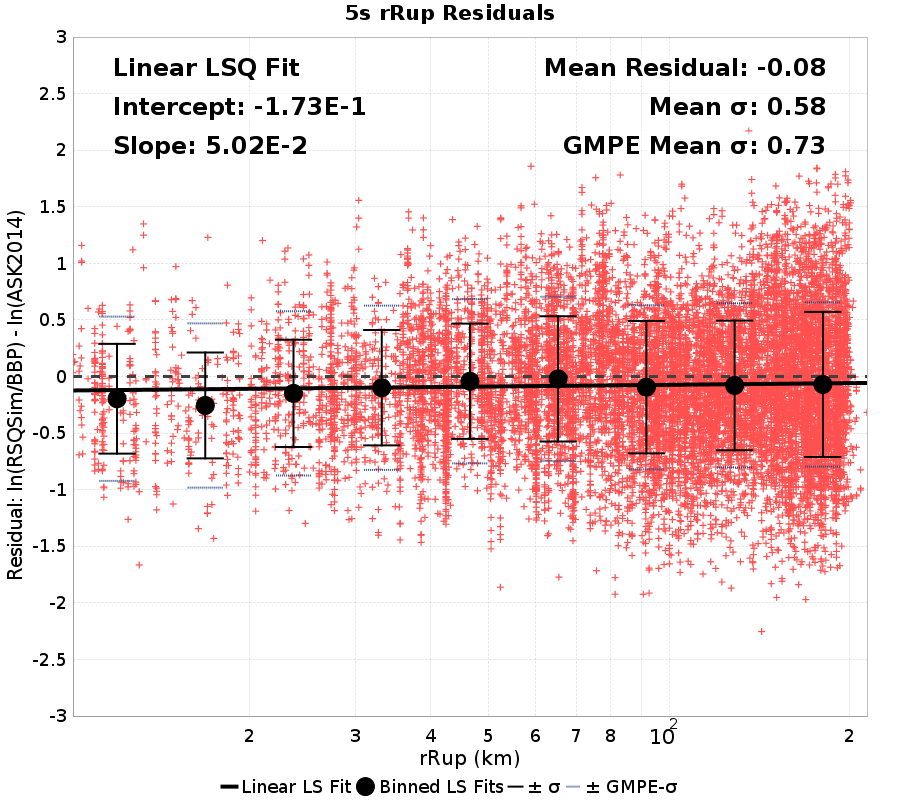 5s rRup Residuals
Linear LSQ Fit
Intercept: -1.73E-1
Slope: 5.02E-2
Mean Residual: -0.08
Mean σ: 0.58
GMPE Mean σ: 0.73
Residual: ln(RSQSim/BBP) - ln(ASK2014)
3
2.5
2
1.5
1
0.5
0
-0.5
-1
-1.5
-2
-2.5
-3
2 3 4 5 6 7 8 10² 2
rRup (km)
Linear LS Fit Binned LS Fits ± σ ± GMPE-σ